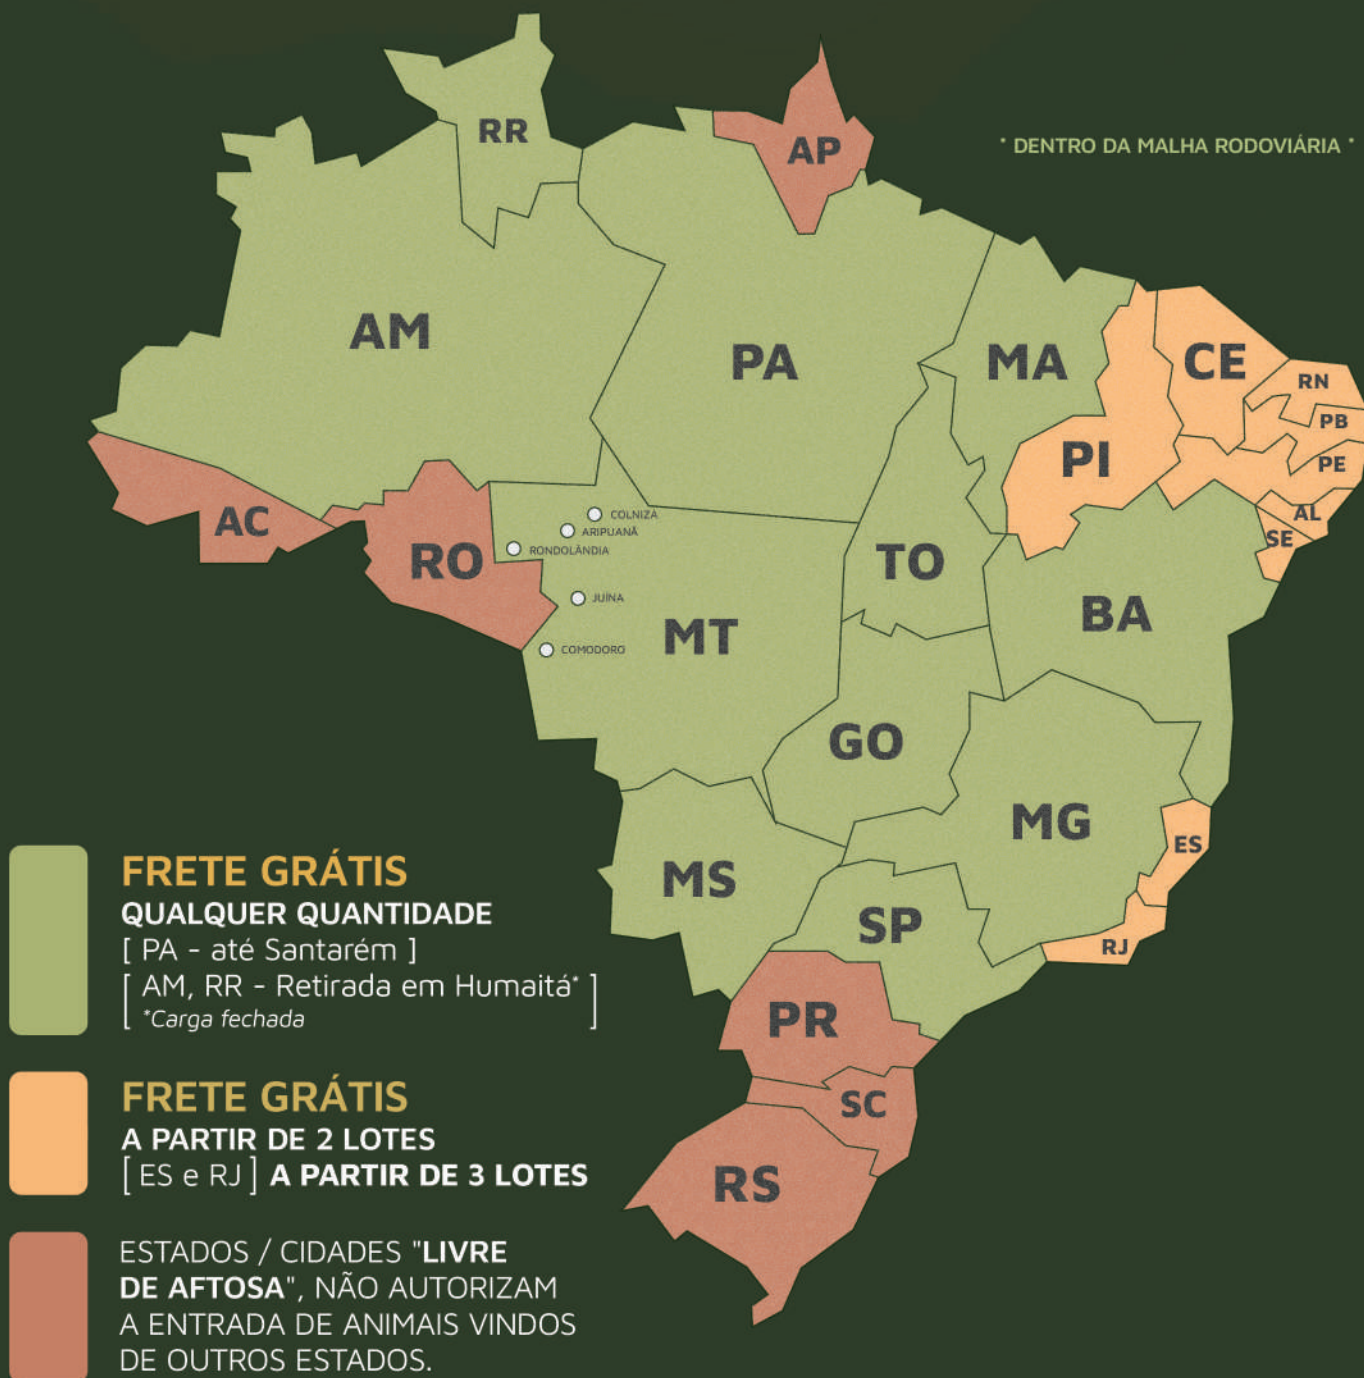 RR
AP
* DENTRO DA MALHA RODOVIÁRIA *
AM
PA
MA
CE
RN
PB
PI
PE
AL
SE
AC
RO
COLNIZA
ARIPUANÃ
RONDOLÂNDIA
JUÍNA
COMODORO
MT
TO
BA
GO
MG
ES
MS
SP
RJ
PR
SC
RS
FRETE GRÁTIS
QUALQUER QUANTIDADE
[ PA - até Santarém ]
[ AM, RR - Retirada em Humaitá* ]
*Carga fechada
FRETE GRÁTIS
A PARTIR DE 2 LOTES
[ ES e RJ ] A PARTIR DE 3 LOTES
ESTADOS / CIDADES "LIVRE
DE AFTOSA", NÃO AUTORIZAM
A ENTRADA DE ANIMAIS VINDOS
DE OUTROS ESTADOS.